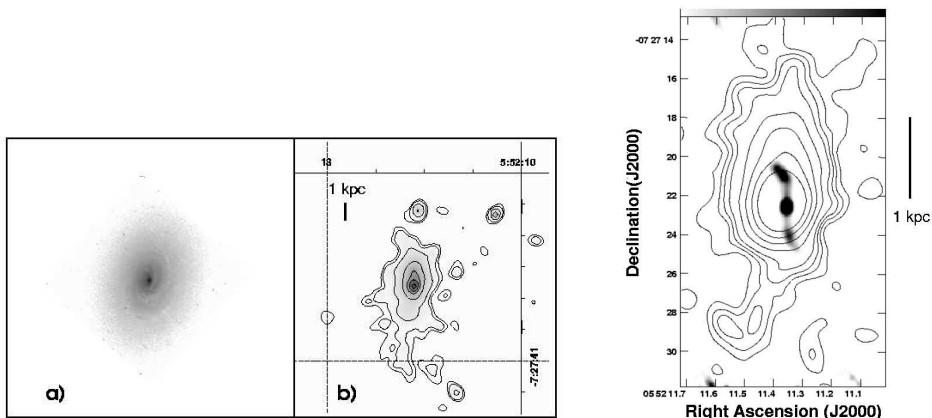 a)
b)
13
5:52:10
1 kpc
-7:27:41
-07 27 14
16
18
20
22
24
26
28
30
05 52 11.7
11.6
11.5
11.4
11.3
11.2
11.1
Declination(J2000)
Right Ascension (J2000)
1 kpc